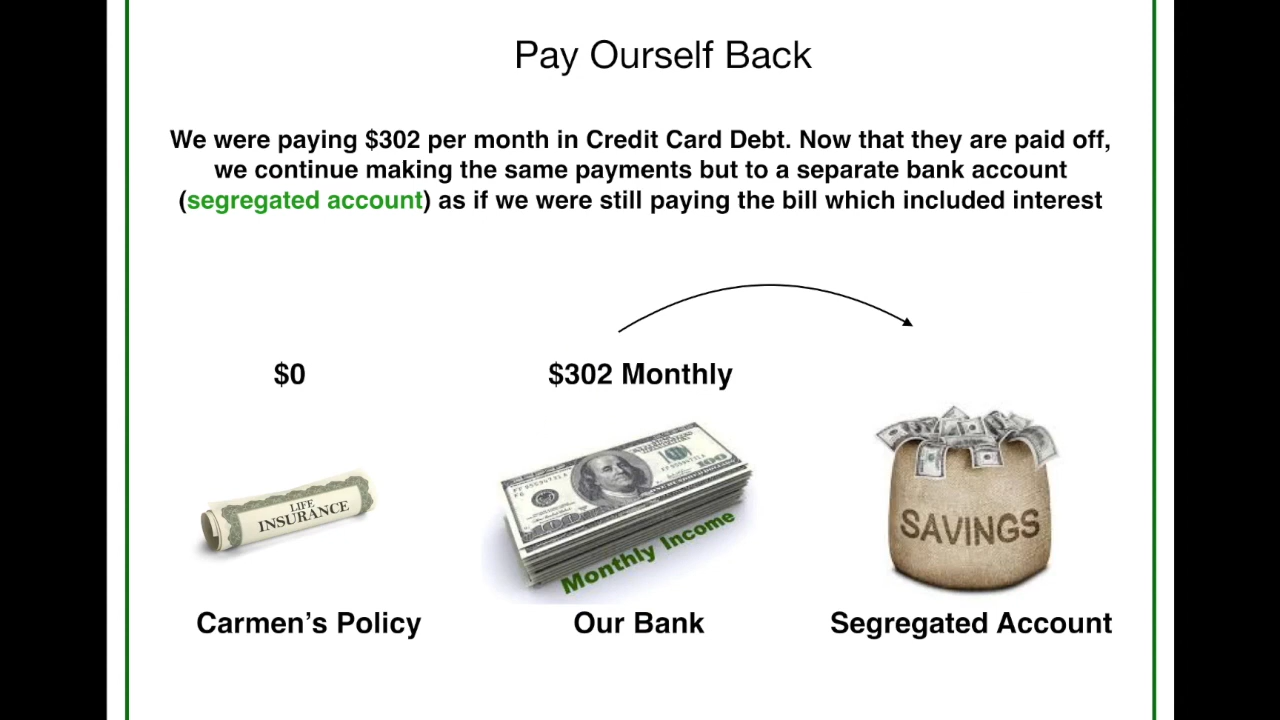 Pay Ourself Back
We were paying $302 per month in Credit Card Debt. Now that they are paid off,
we continue making the same payments but to a separate bank account
(segregated account) as if we were still paying the bill which included interest
$0
$302 Monthly
LIFE
INSURANCE
100
Monthly Income
SAVINGS
Carmen’s Policy
Our Bank
Segregated Account